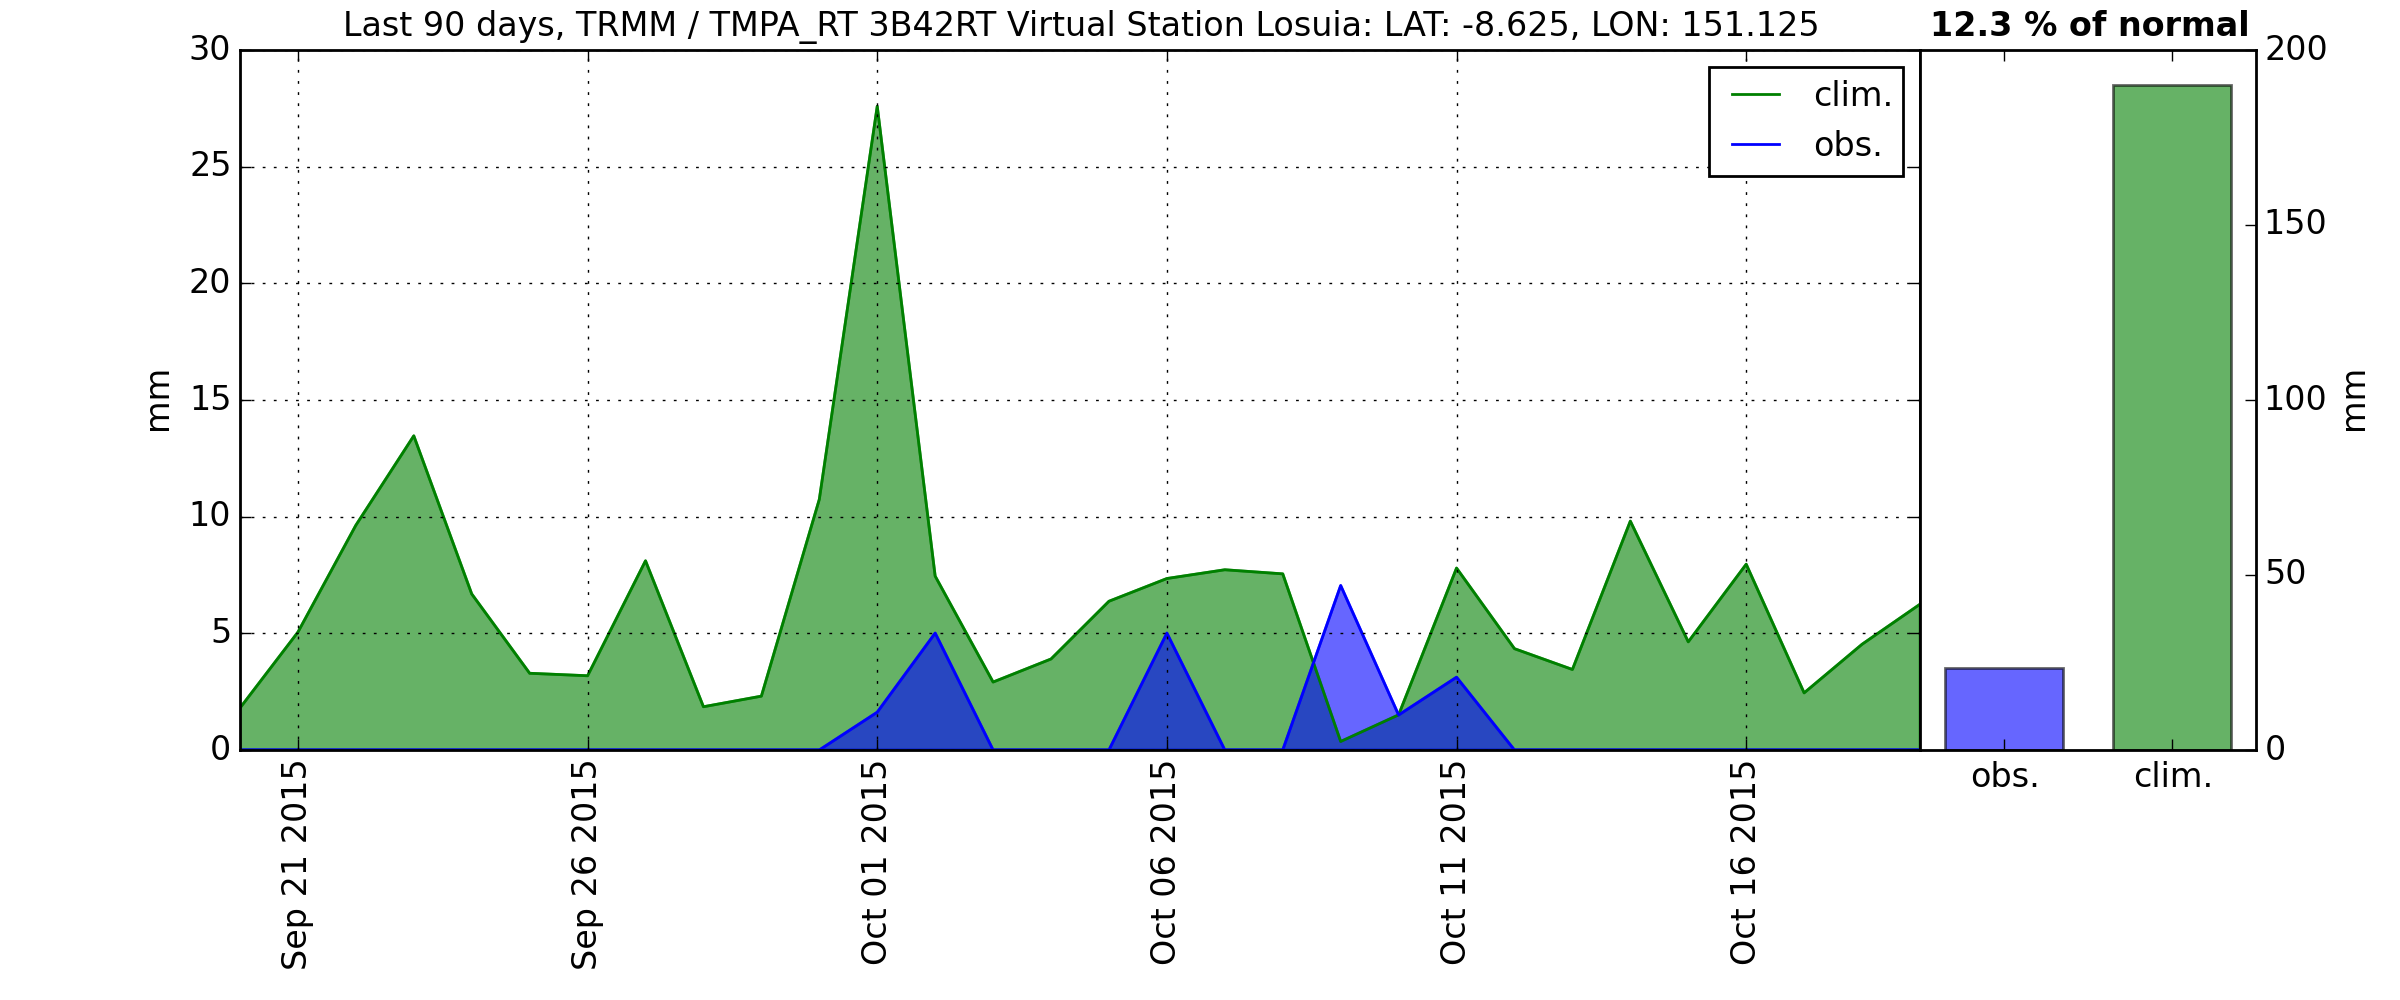 Last 90 days, TRMM / TMPA_RT 3B42RT Virtual Station Losuia: LAT: -8.625, LON: 151.125
12.3 % of normal
30
25
20
15
10
5
0
mm
clim.
obs.
200
150
100
50
0
mm
Sep 21 2015
Sep 26 2015
Oct 01 2015
Oct 06 2015
Oct 11 2015
Oct 16 2015
obs.
clim.